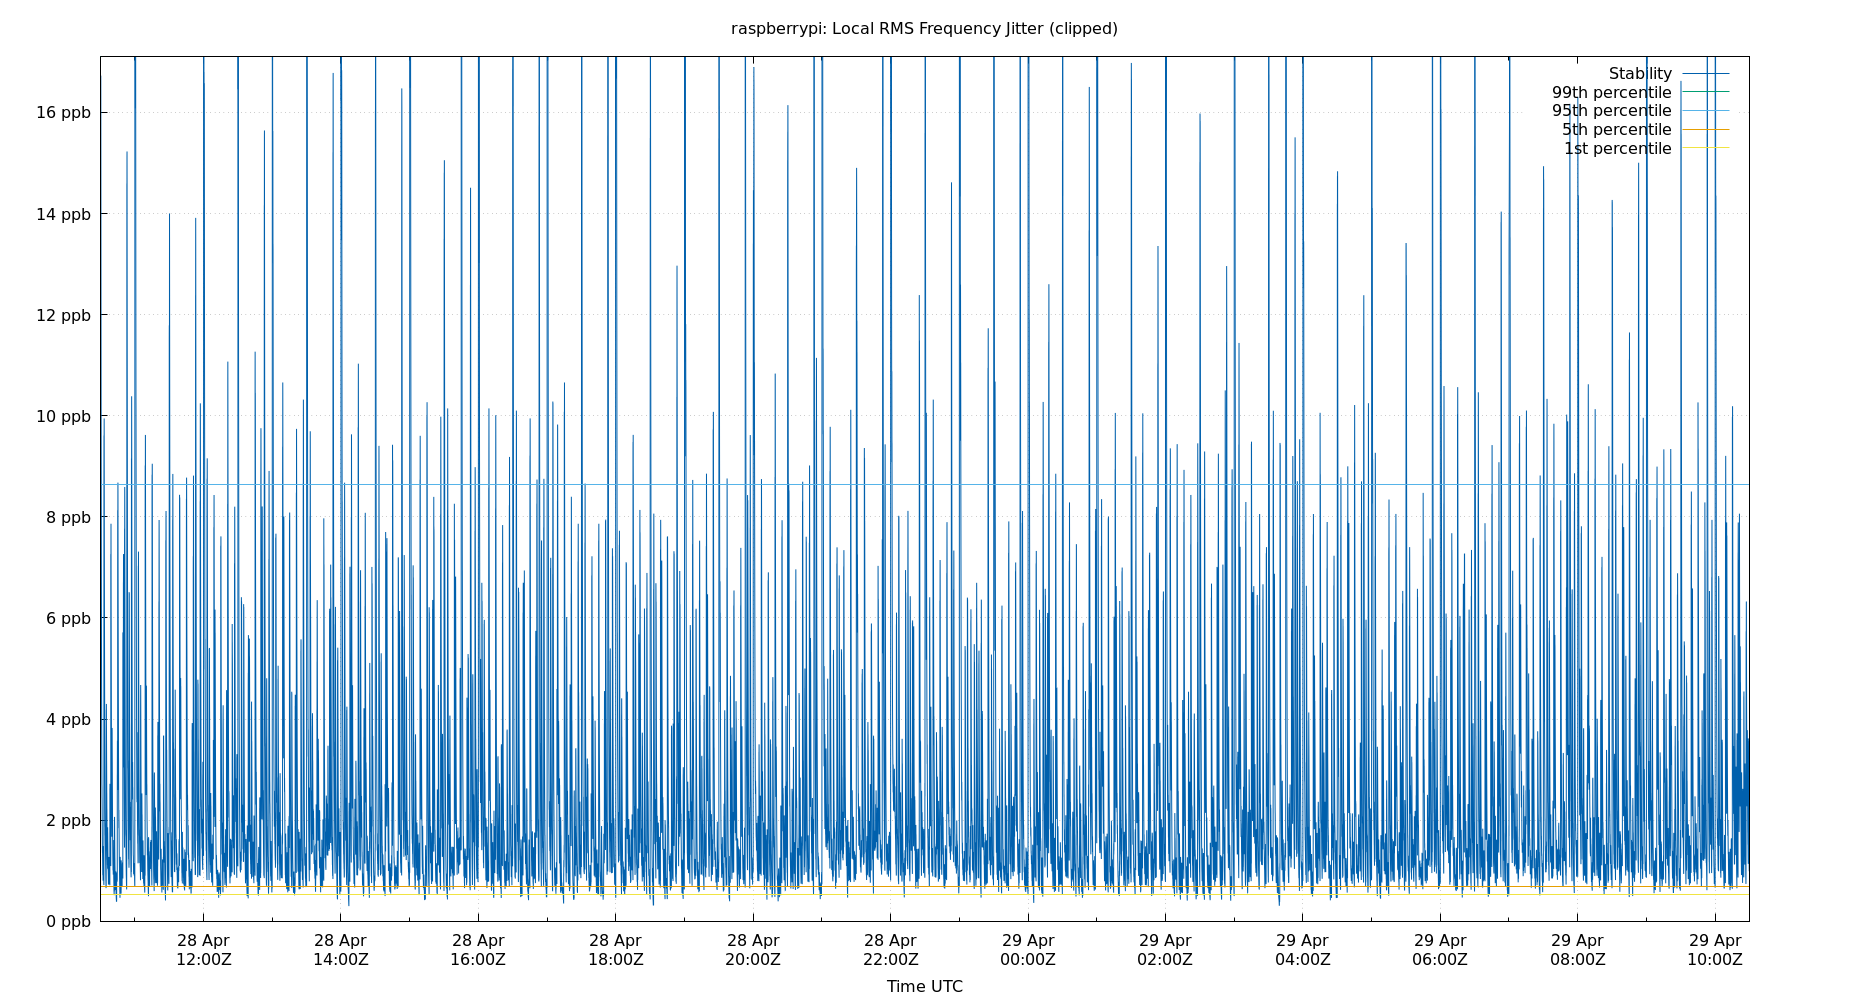 raspberrypi: Local RMS Frequency Jitter (clipped)
Stability
99th percentile
95th percentile
5th percentile
1st percentile
16 ppb
14 ppb
12 ppb
10 ppb
8 ppb
6 ppb
4 ppb
2 ppb
0 ppb
28 Apr 28 Apr 28 Apr 28 Apr 28 Apr 28 Apr 29 Apr 29 Apr 29 Apr 29 Apr 29 Apr 29 Apr
12:00Z 14:00Z 16:00Z 18:00Z 20:00Z 22:00Z 00:00Z 02:00Z 04:00Z 06:00Z 08:00Z 10:00Z
Time UTC